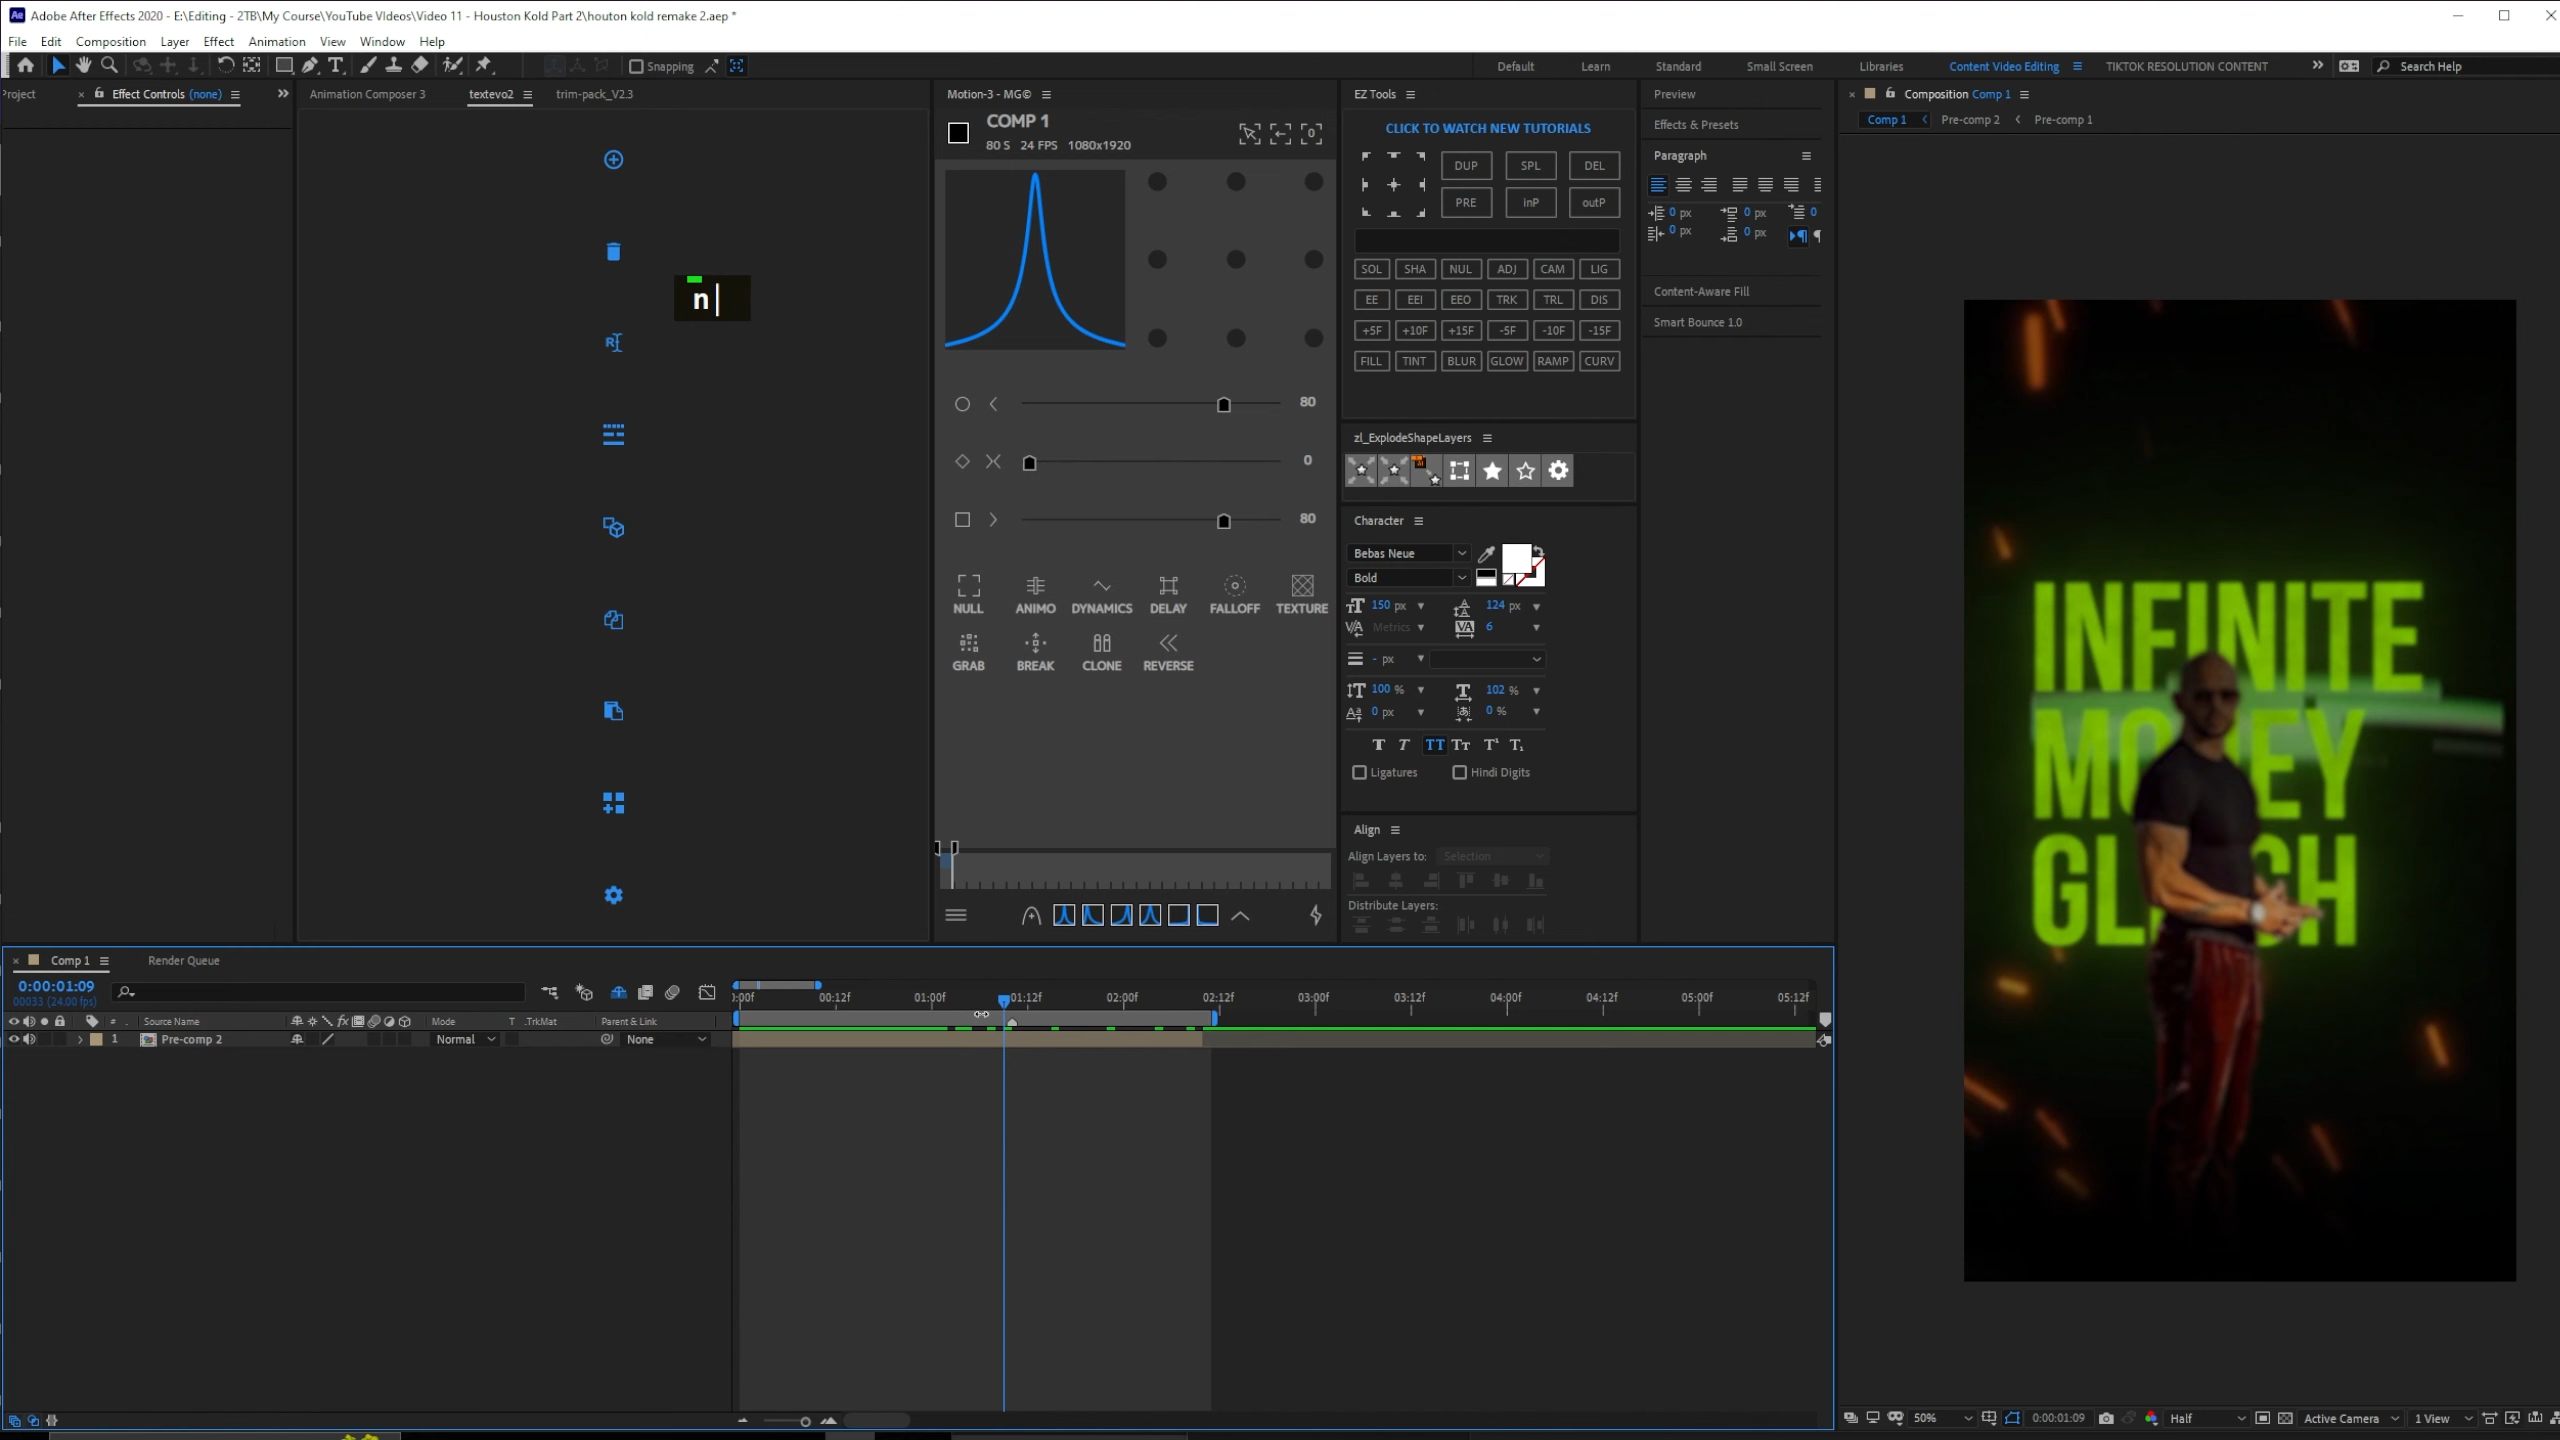 Adobe After Effects 2020 - E:\Editing - 2TB\My Course\YouTube VIdeos\Video 11 - Houston Kold Part 2\houton kold remake 2.aep *
File Edit Composition Layer Effect Animation View Window Help
Snapping
Default Learn Standard Small Screen Libraries Content Video Editing TIKTOK RESOLUTION CONTENT Search Help
Project Effect Controls (none)
Animation Composer 3 textevo2 trim-pack_V2.3
n
Motion-3 - MG©
COMP 1
80 S 24 FPS 1080x1920
0
80
0
80
NULL ANIMO DYNAMICS DELAY FALLOFF TEXTURE
GRAB BREAK CLONE REVERSE
EZ Tools
CLICK TO WATCH NEW TUTORIALS
DUP SPL DEL
PRE inP outP
SOL SHA NUL ADJ CAM LIG
EE EEI EEO TRK TRL DIS
+5F +10F +15F -5F -10F -15F
FILL TINT BLUR GLOW RAMP CURV
zl_ExplodeShapeLayers
Character
Bebas Neue
Bold
150 px 124 px
Metrics 6
- px
100 % 102 %
0 px 0 %
Ligatures Hindi Digits
Align
Align Layers to: Selection
Distribute Layers:
Preview
Effects & Presets
Paragraph
0 px 0 px 0
0 px 0 px
Content-Aware Fill
Smart Bounce 1.0
Composition Comp 1
Comp 1 Pre-comp 2 Pre-comp 1
INFINITE
MONEY
GLITCH
50% 0:00:01:09 Half Active Camera 1 View
Comp 1 Render Queue
0:00:01:09
00033 (24.00 fps)
# Source Name Mode T .TrkMat Parent & Link
1 Pre-comp 2 Normal None
:00f 00:12f 01:00f 01:12f 02:00f 02:12f 03:00f 03:12f 04:00f 04:12f 05:00f 05:12f